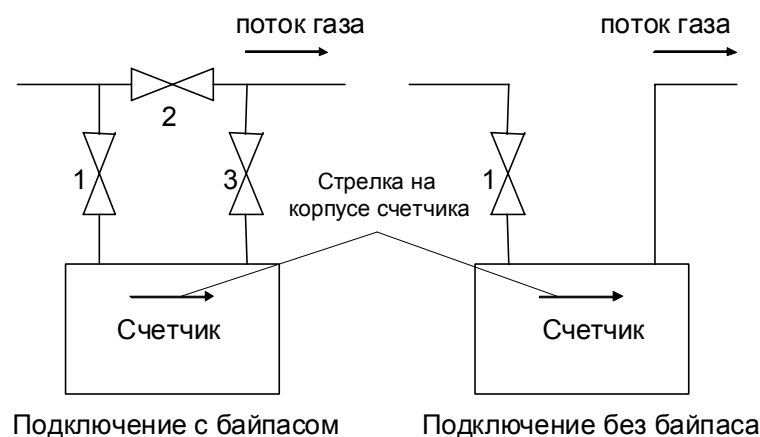 поток газа
поток газа
2
1
3
1
Стрелка на
корпусе счетчика
Счетчик
Счетчик
Подключение с байпасом
Подключение без байпаса